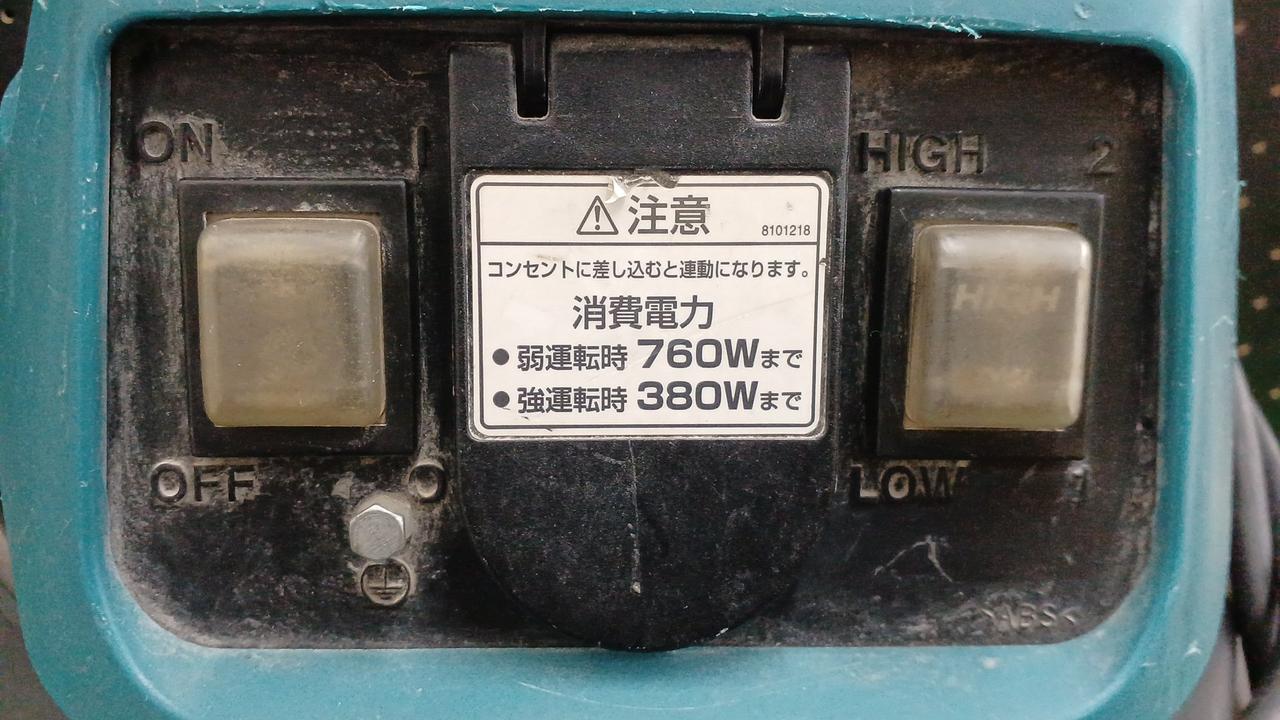 ON I
HIGH 2
⚠ 注意 8101218
コンセントに差し込むと連動になります。
消費電力
● 弱運転時 760Wまで
● 強運転時 380Wまで
HIGH
OFF O
LOW 1
>ABS<